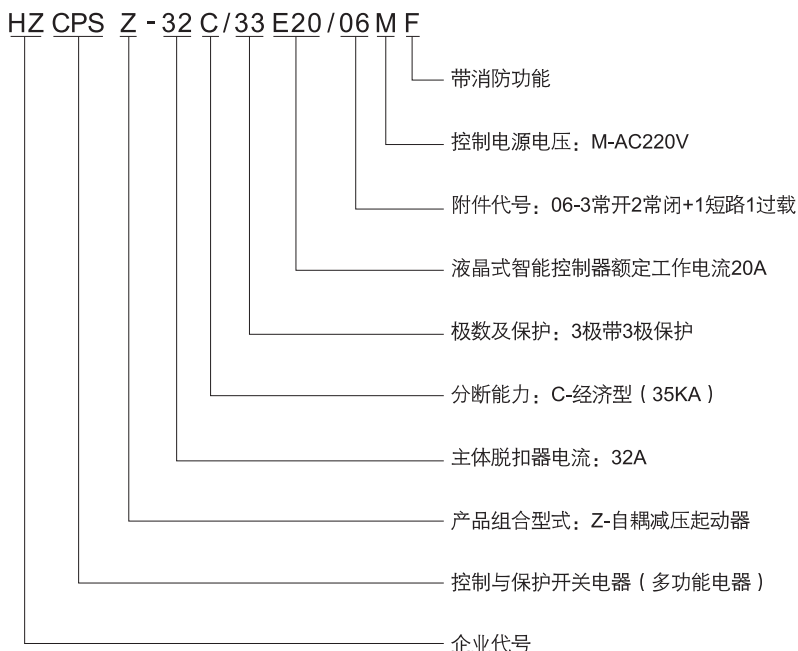 HZ CPS Z - 32 C / 33 E20 / 06 M F
带消防功能
控制电源电压：M-AC220V
附件代号：06-3常开2常闭+1短路1过载
液晶式智能控制器额定工作电流20A
极数及保护：3极带3极保护
分断能力：C-经济型（35KA）
主体脱扣器电流：32A
产品组合型式：Z-自耦减压起动器
控制与保护开关电器（多功能电器）
企业代号